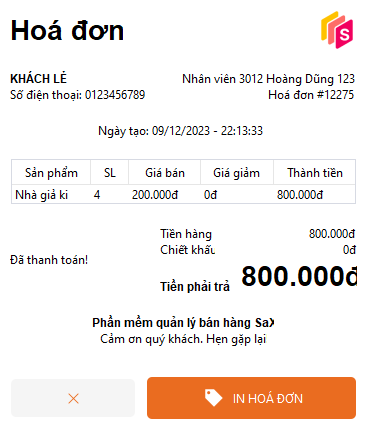 Hoá đơn
S
KHÁCH LẺ
Nhân viên 3012 Hoàng Dũng 123
Số điện thoại: 0123456789
Hoá đơn #12275
Ngày tạo: 09/12/2023 - 22:13:33
Sản phẩm SL Giá bán Giá giảm Thành tiền
Nhà giả ki 4 200.000đ 0đ 800.000đ
Tiền hàng 800.000đ
Chiết khấu 0đ
Đã thanh toán!
Tiền phải trả 800.000đ
Phần mềm quản lý bán hàng Sa
Cảm ơn quý khách. Hẹn gặp lại
× IN HOÁ ĐƠN